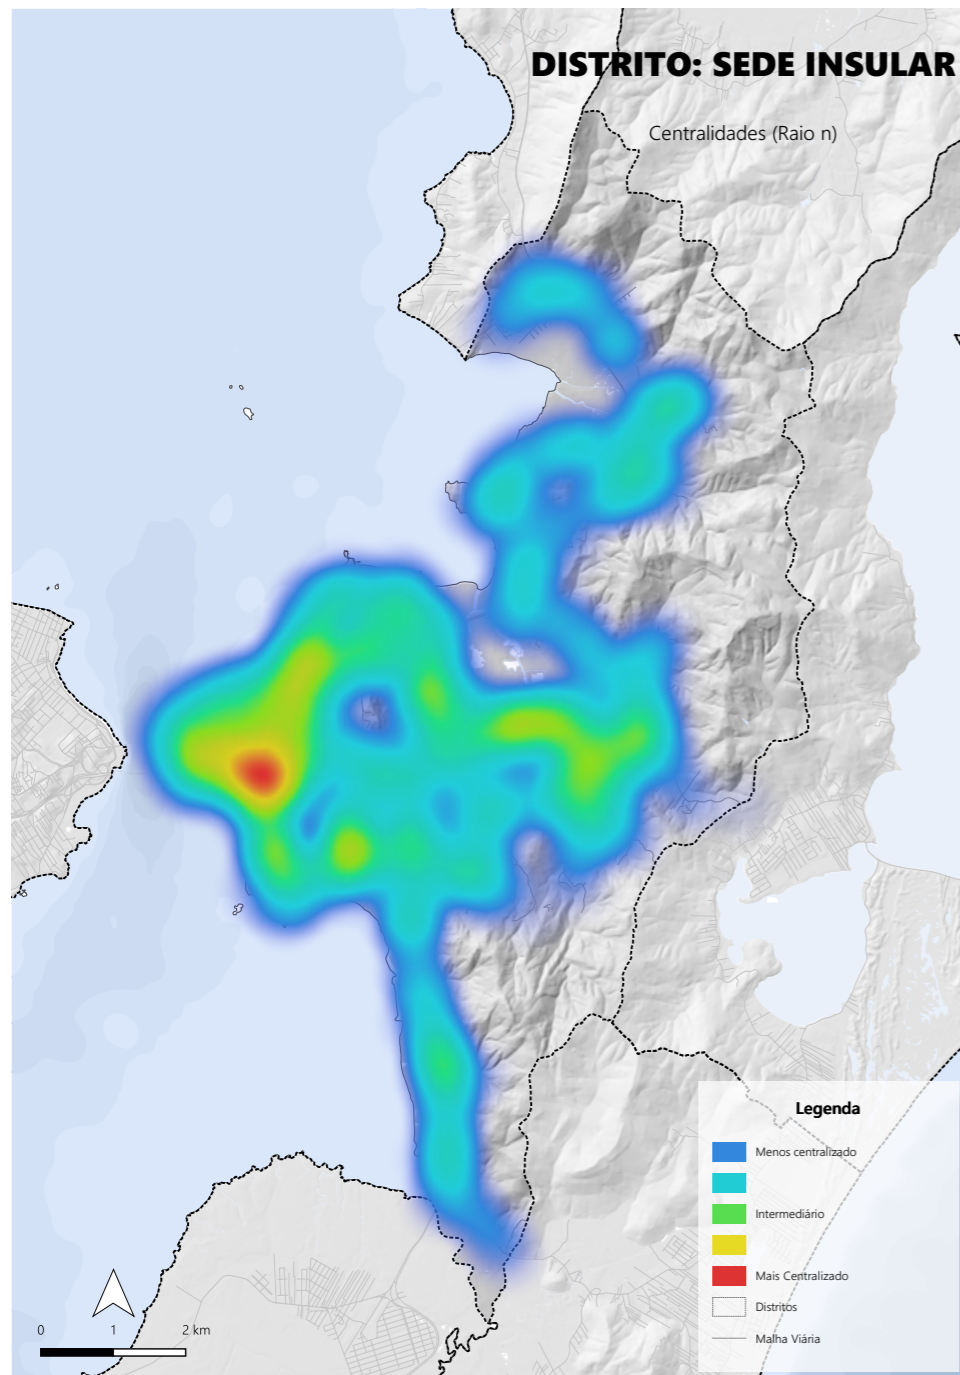 DISTRITO: SEDE INSULAR
Centralidades (Raio n)
Legenda
Menos centralizado
Intermediário
Mais Centralizado
Distritos
Malha Viária
0 1 2 km